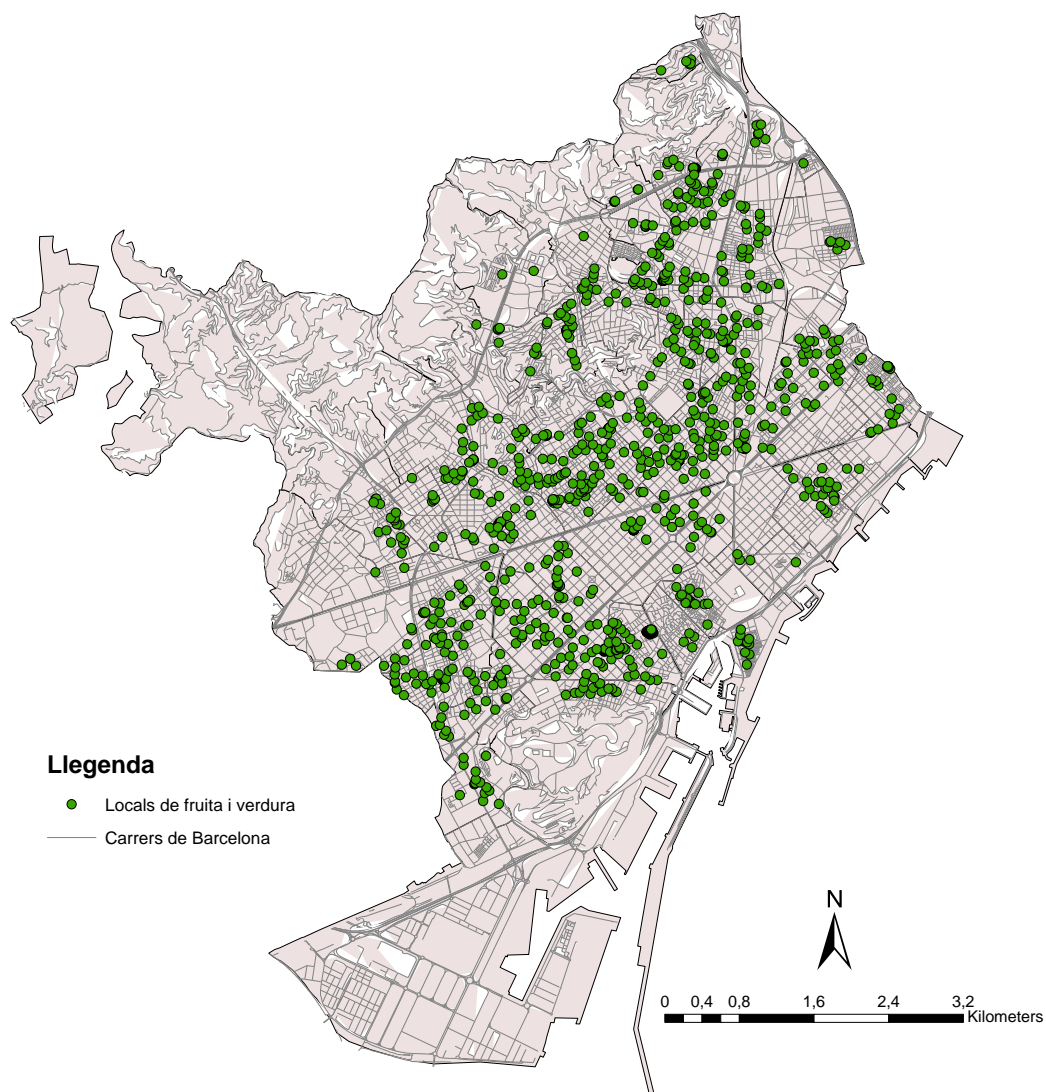 Llegenda
Locals de fruita i verdura
Carrers de Barcelona
N
0 0,4 0,8 1,6 2,4 3,2
Kilometers